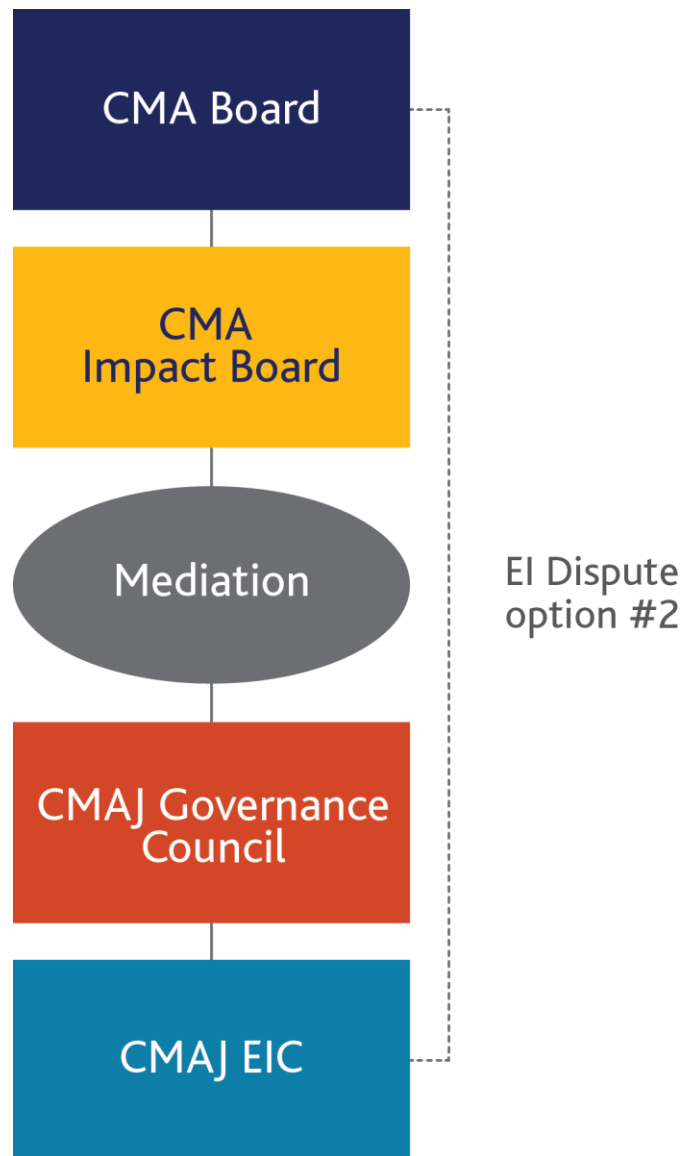 CMA Board
CMA
Impact Board
Mediation
EI Dispute
option #2
CMAJ Governance
Council
CMAJ EIC